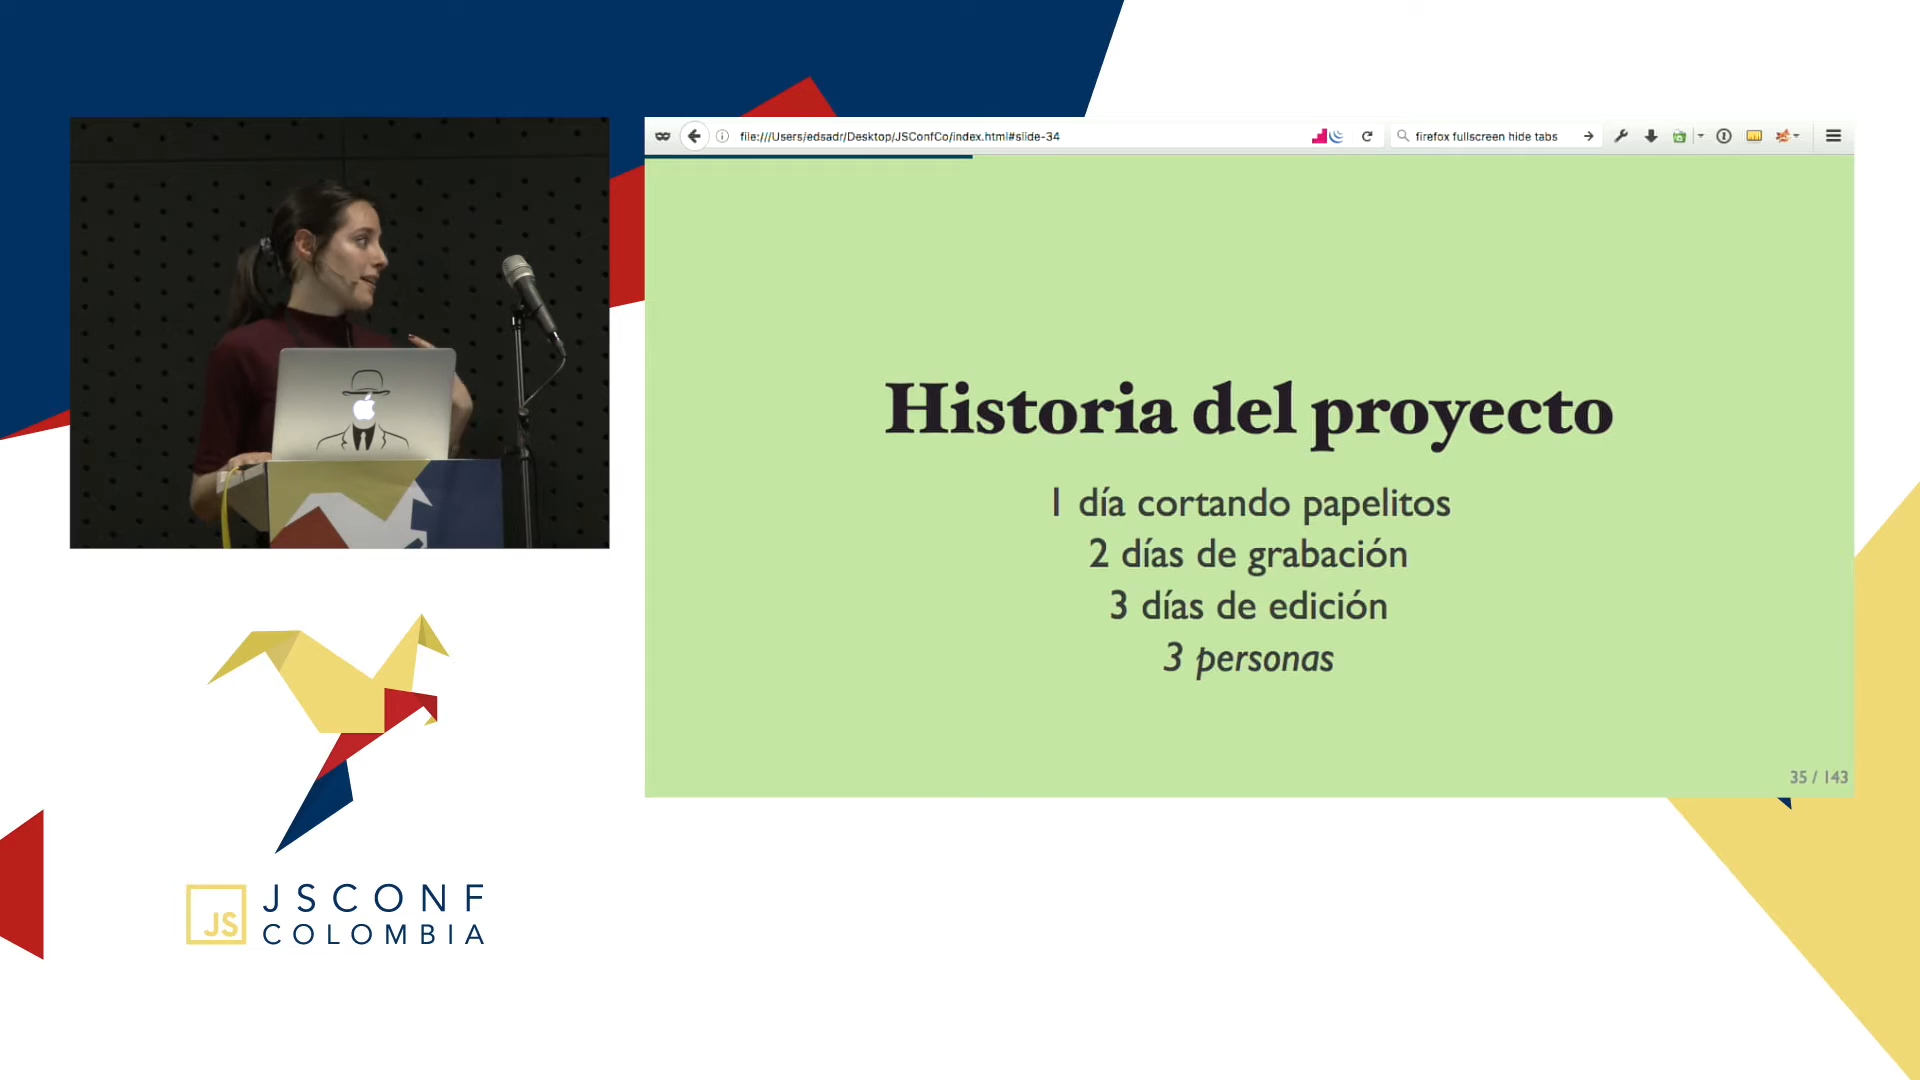 file:///Users/edsadr/Desktop/JSConfCo/index.html#slide-34
firefox fullscreen hide tabs
Historia del proyecto
1 día cortando papelitos
2 días de grabación
3 días de edición
3 personas
35 / 143
JS
JSCONF
COLOMBIA